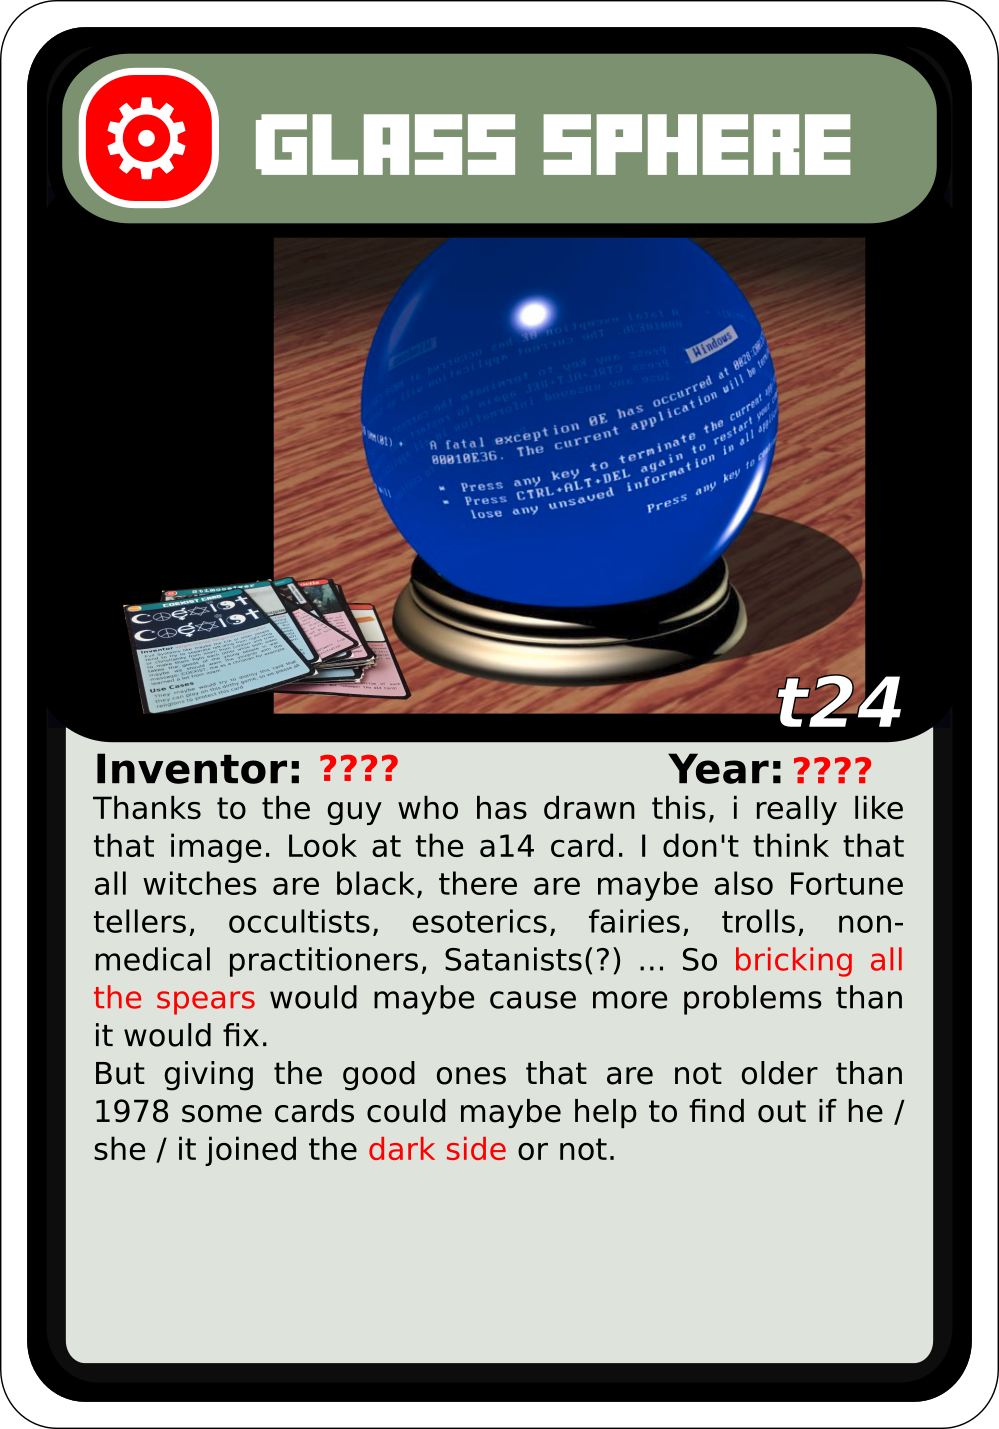 GLASS SPHERE
Windows
A fatal exception 0E has occurred at 0028:
00010E36. The current application will be
* Press any key to terminate the current
* Press CTRL+ALT+DEL again to restart your
lose any unsaved information in all
Press any key to
COEXIST CARD
Inventor
Use Cases
t24
Inventor: ???? Year: ????
Thanks to the guy who has drawn this, i really like
that image. Look at the a14 card. I don't think that
all witches are black, there are maybe also Fortune
tellers, occultists, esoterics, fairies, trolls, non-
medical practitioners, Satanists(?) ... So bricking all
the spears would maybe cause more problems than
it would fix.
But giving the good ones that are not older than
1978 some cards could maybe help to find out if he /
she / it joined the dark side or not.